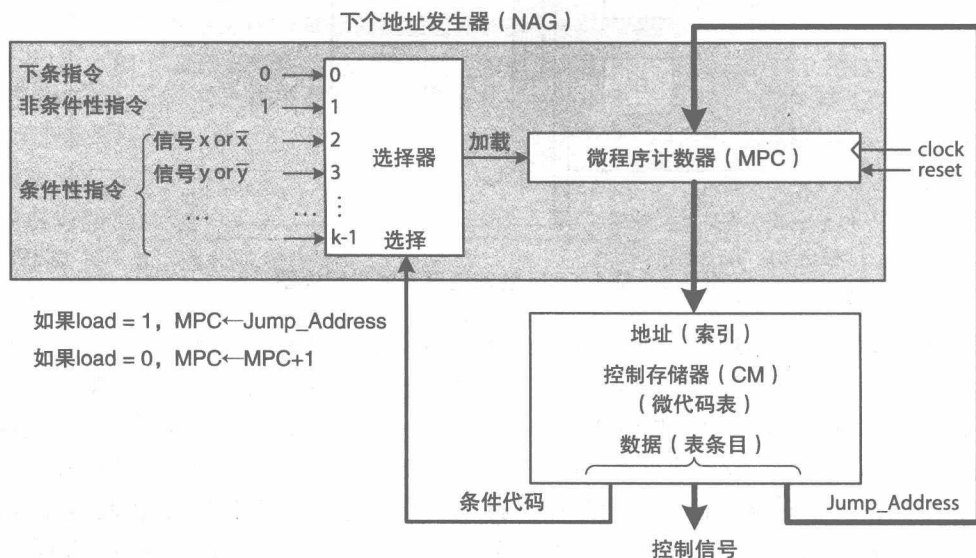 下个地址发生器（NAG）
下条指令 0 0
非条件性指令 1 1
信号 x or x̅ 2
信号 y or y̅ 3
条件性指令
… … ⋮
k-1
选择器
选择
加载
微程序计数器（MPC）
clock
reset
如果load = 1，MPC←Jump_Address
如果load = 0，MPC←MPC+1
地址（索引）
控制存储器（CM）
（微代码表）
数据（表条目）
条件代码
Jump_Address
控制信号